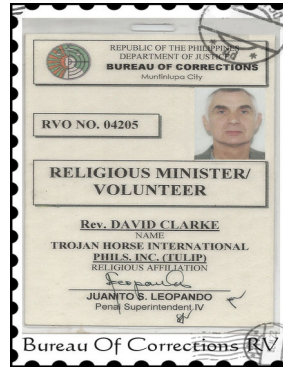 REPUBLIC OF THE PHILIPPINES
DEPARTMENT OF JUSTICE
BUREAU OF CORRECTIONS
Muntinlupa City
RVO NO. 04205
RELIGIOUS MINISTER/
VOLUNTEER
Rev. DAVID CLARKE
NAME
TROJAN HORSE INTERNATIONAL
PHILS, INC. (TULIP)
RELIGIOUS AFFILIATION
JUANITO S. LEOPANDO
Penal Superintendent IV
Bureau Of Corrections RV